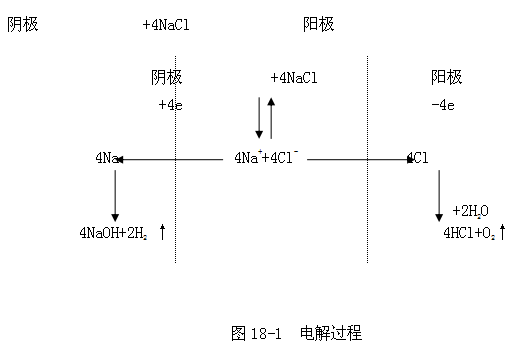 阴极 +4NaCl 阳极
阴极 +4NaCl 阳极
+4e -4e
4Na 4Na⁺+4Cl⁻ 4Cl
+2H₂O
4NaOH+2H₂ ↑ 4HCl+O₂↑
图 18-1 电解过程